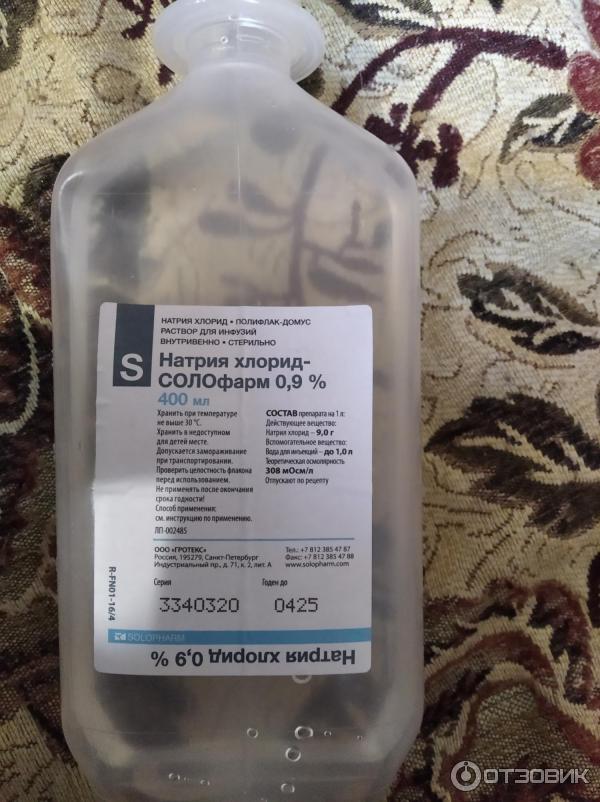 НАТРИЯ ХЛОРИД • ПОЛИФЛАК-ДОМУС
РАСТВОР ДЛЯ ИНФУЗИЙ
ВНУТРИВЕННО • СТЕРИЛЬНО
S
Натрия хлорид-
СОЛОфарм 0,9 %
400 мл
Хранить при температуре
не выше 30 °С.
Хранить в недоступном
для детей месте.
Допускается замораживание
при транспортировании.
Проверить целостность флакона
перед использованием.
Не применять после окончания
срока годности!
Способ применения:
см. инструкцию по применению.
ЛП-002485
СОСТАВ препарата на 1 л:
Действующее вещество:
Натрия хлорид – 9,0 г
Вспомогательное вещество:
Вода для инъекций – до 1,0 л
Теоретическая осмолярность
308 мОсм/л
Отпускают по рецепту
ООО «ГРОТЕКС»
Россия, 195279, Санкт-Петербург
Индустриальный пр., д. 71, к. 2, лит. А
Тел.: +7 812 385 47 87
Факс: +7 812 385 47 88
www.solopharm.com
Серия
Годен до
3340320
0425
R-FN01-16/4
SOLOPHARM
Натрия хлорид 0,9 %
ОТЗОВИК